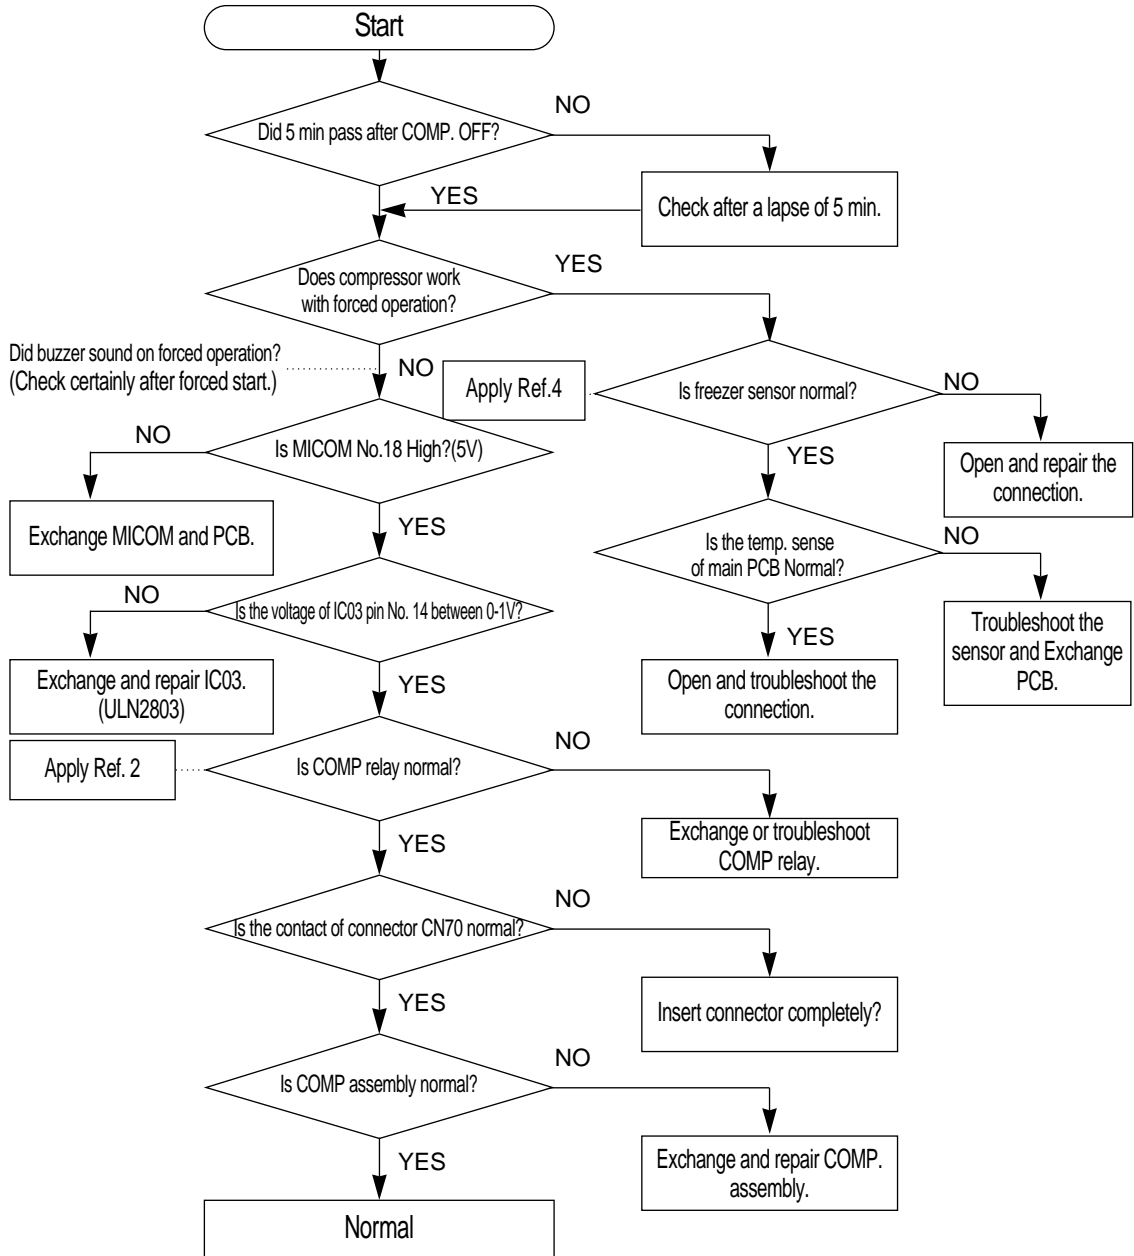 Start
Did 5 min pass after COMP. OFF?
NO
YES
Check after a lapse of 5 min.
Does compressor work
with forced operation?
YES
Did buzzer sound on forced operation?
(Check certainly after forced start.)
NO
Apply Ref.4
Is freezer sensor normal?
NO
Open and repair the
connection.
YES
NO
Is MICOM No.18 High?(5V)
Exchange MICOM and PCB.
YES
Is the temp. sense
of main PCB Normal?
NO
Troubleshoot the
sensor and Exchange
PCB.
YES
Open and troubleshoot the
connection.
NO
Is the voltage of IC03 pin No. 14 between 0-1V?
Exchange and repair IC03.
(ULN2803)
YES
Apply Ref. 2
Is COMP relay normal?
NO
Exchange or troubleshoot
COMP relay.
YES
Is the contact of connector CN70 normal?
NO
Insert connector completely?
YES
Is COMP assembly normal?
NO
Exchange and repair COMP.
assembly.
YES
Normal